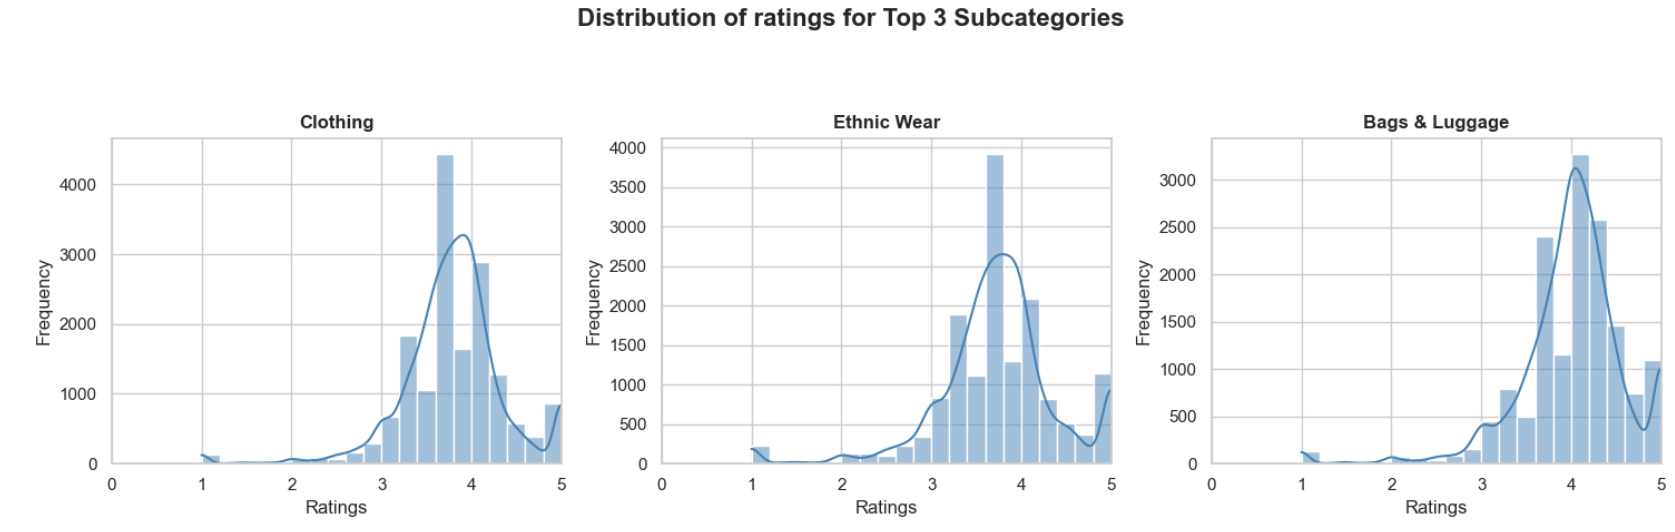 Distribution of ratings for Top 3 Subcategories
Clothing
4000
3000
2000
1000
0
Frequency
0 1 2 3 4 5
Ratings
Ethnic Wear
4000
3500
3000
2500
2000
1500
1000
500
0
Frequency
0 1 2 3 4 5
Ratings
Bags & Luggage
3000
2500
2000
1500
1000
500
0
Frequency
0 1 2 3 4 5
Ratings